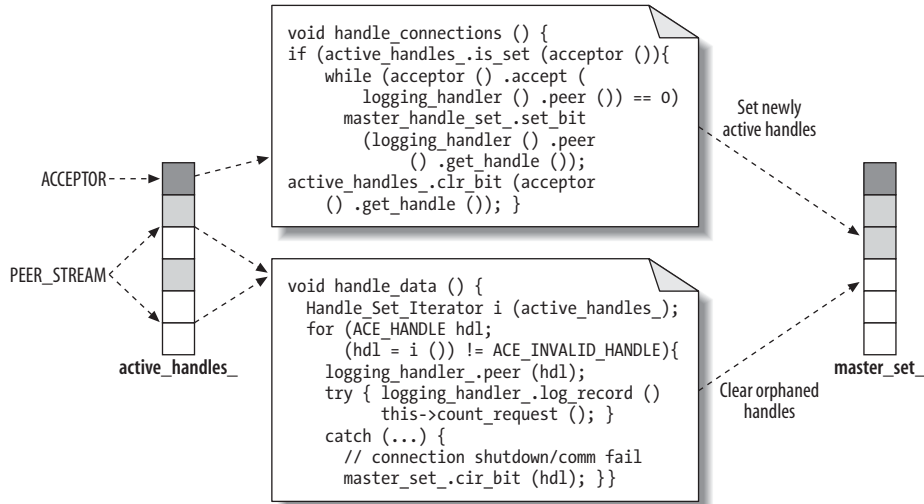 void handle_connections () {
if (active_handles_.is_set (acceptor ()){
while (acceptor () .accept (
logging_handler () .peer ()) == 0)
master_handle_set_.set_bit
(logging_handler () .peer
() .get_handle ());
active_handles_.clr_bit (acceptor
() .get_handle ()); }
Set newly
active handles
ACCEPTOR
PEER_STREAM
active_handles_
void handle_data () {
Handle_Set_Iterator i (active_handles_);
for (ACE_HANDLE hdl;
(hdl = i ()) != ACE_INVALID_HANDLE){
logging_handler_.peer (hdl);
try { logging_handler_.log_record ()
this->count_request (); }
catch (...) {
// connection shutdown/comm fail
master_set_.cir_bit (hdl); }}
master_set_
Clear orphaned
handles